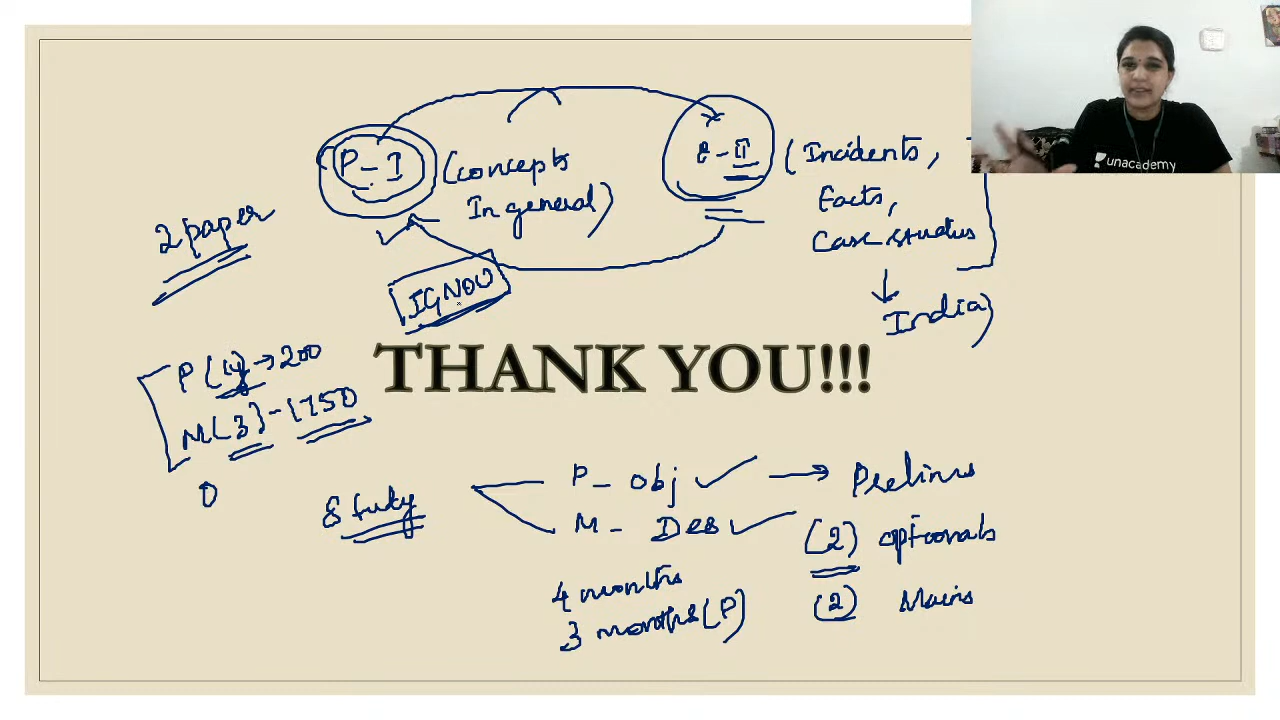 P-I
(concepts
In general)
II
(Incidents,
Facts,
Case studies
India)
2 paper
IGNOU
P(1y) → 200
M(3) - 1750
THANK YOU!!!
Study
P - obj
M - Des
Prelims
(2) optionals
(2) Mains
4 months
3 months (P)
unacademy